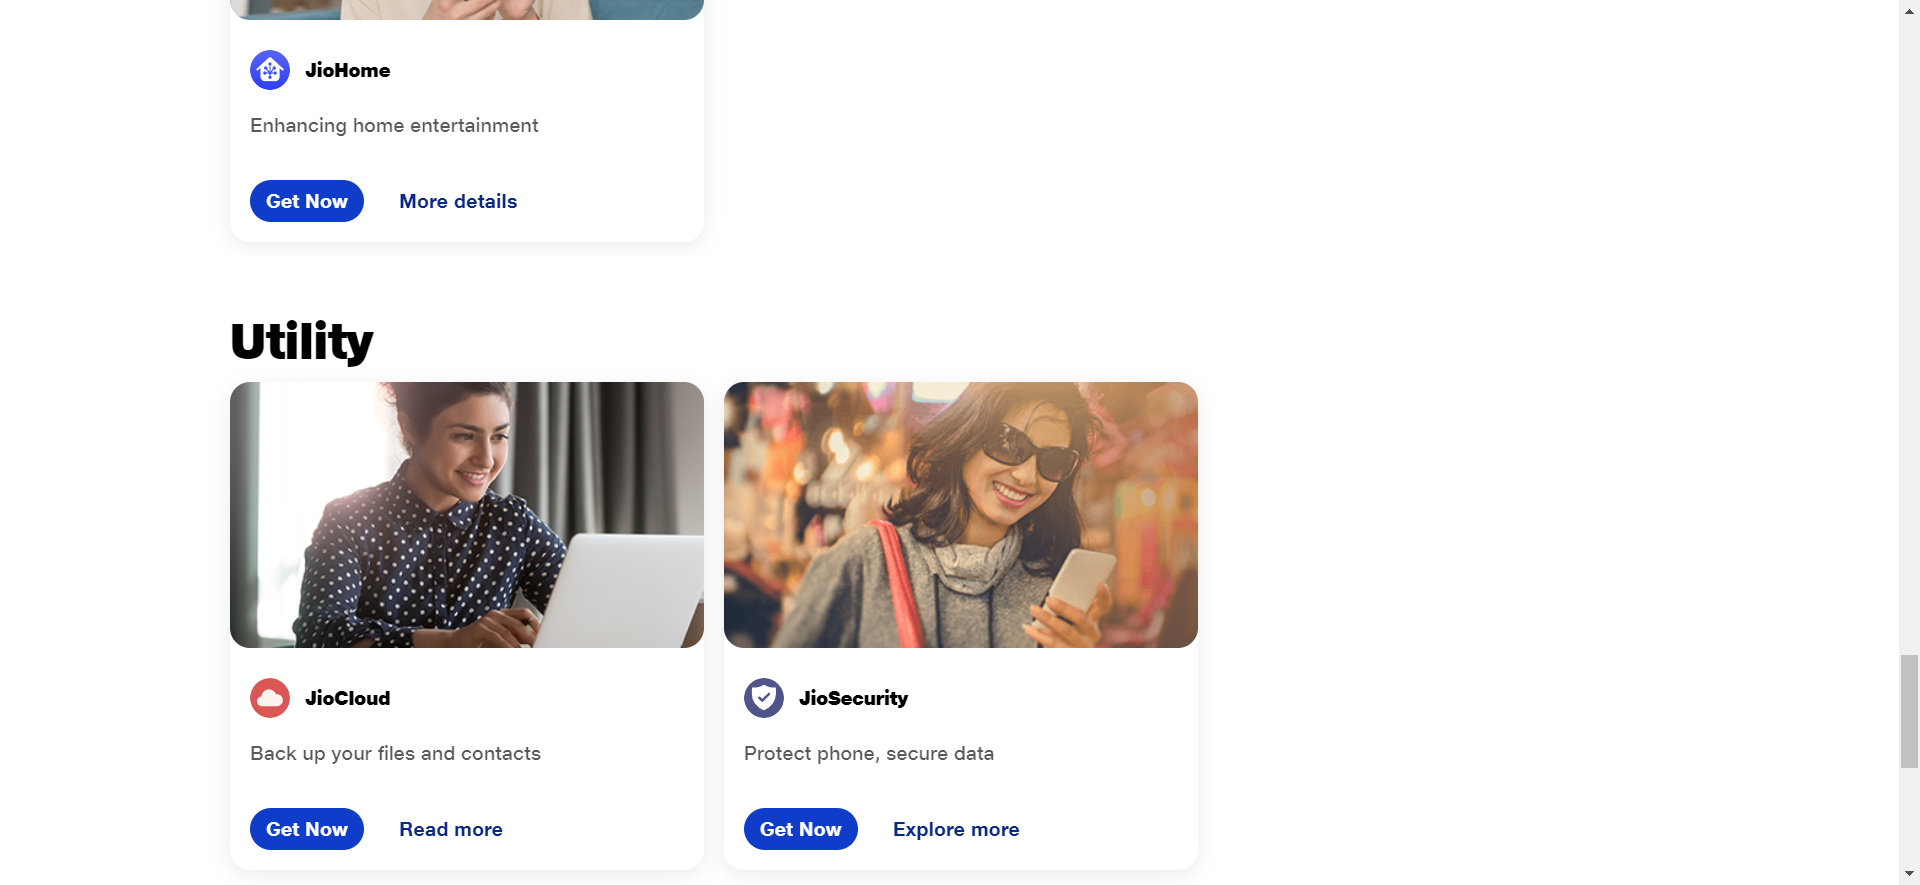 JioHome
Enhancing home entertainment
Get Now
More details
Utility
JioCloud
Back up your files and contacts
Get Now
Read more
JioSecurity
Protect phone, secure data
Get Now
Explore more